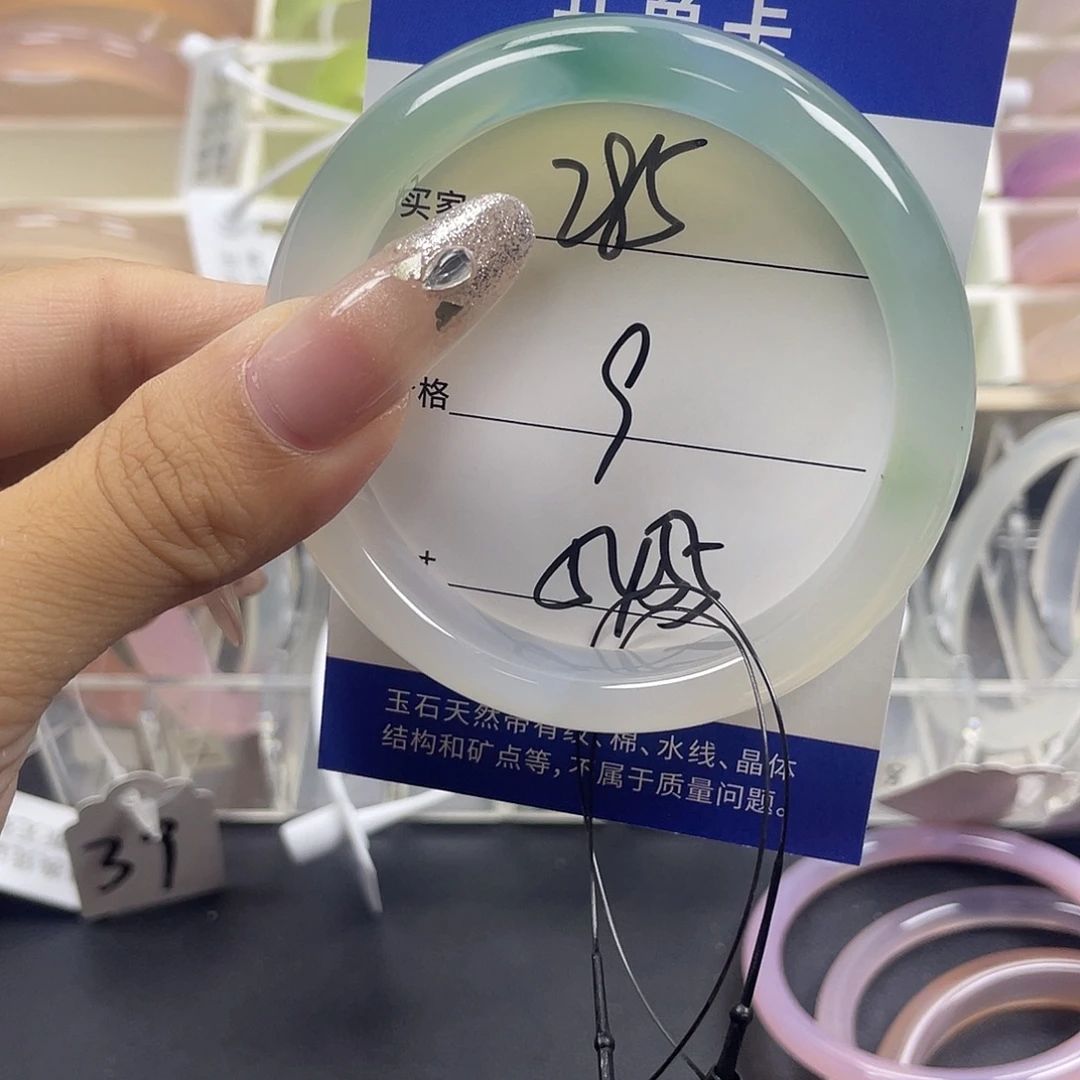 买家 285
格 9
+
玉石天然带有纹、棉、水线、晶体
结构和矿点等,不属于质量问题。
39